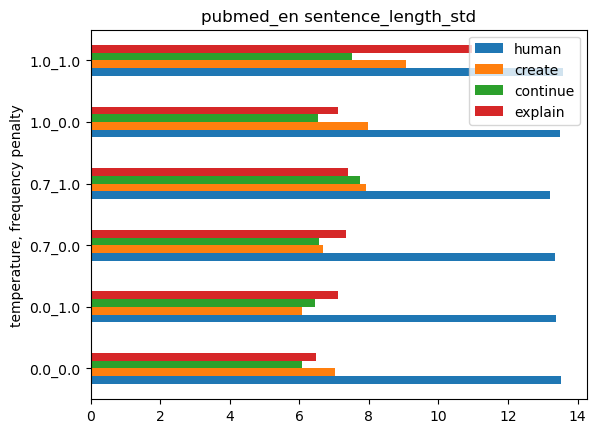 pubmed_en sentence_length_std
temperature, frequency penalty
1.0_1.0
1.0_0.0
0.7_1.0
0.7_0.0
0.0_1.0
0.0_0.0
0 2 4 6 8 10 12 14
human
create
continue
explain